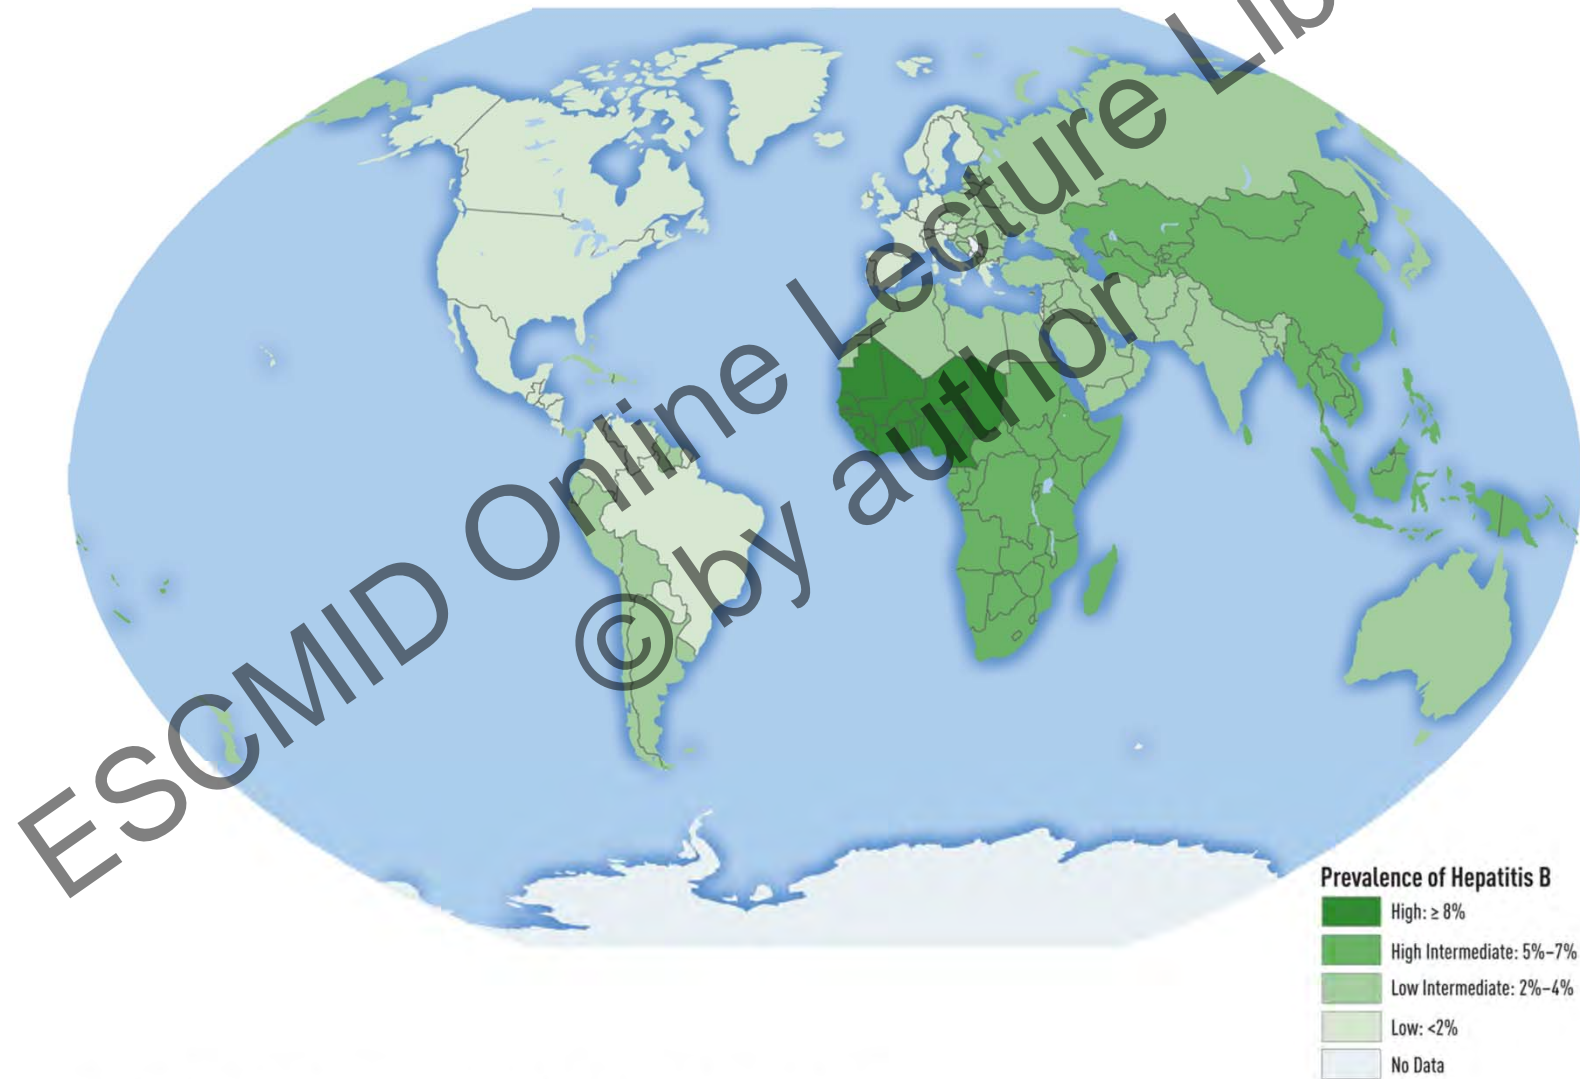 ESCMID Online Lecture Lib
© by author
Prevalence of Hepatitis B
High: ≥ 8%
High Intermediate: 5%–7%
Low Intermediate: 2%–4%
Low: <2%
No Data